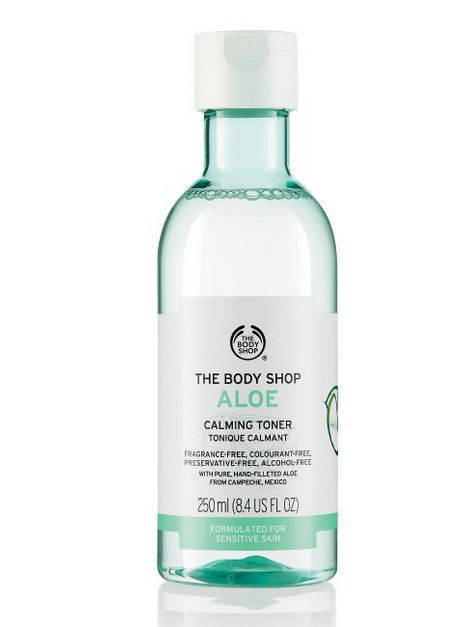 THE
BODY
SHOP
®
THE BODY SHOP
ALOE
CALMING TONER
TONIQUE CALMANT
FRAGRANCE-FREE, COLOURANT-FREE,
PRESERVATIVE-FREE, ALCOHOL-FREE
WITH PURE, HAND-FILLETED ALOE
FROM CAMPECHE, MEXICO
250 ml (8.4 US FL OZ)
FORMULATED FOR
SENSITIVE SKIN